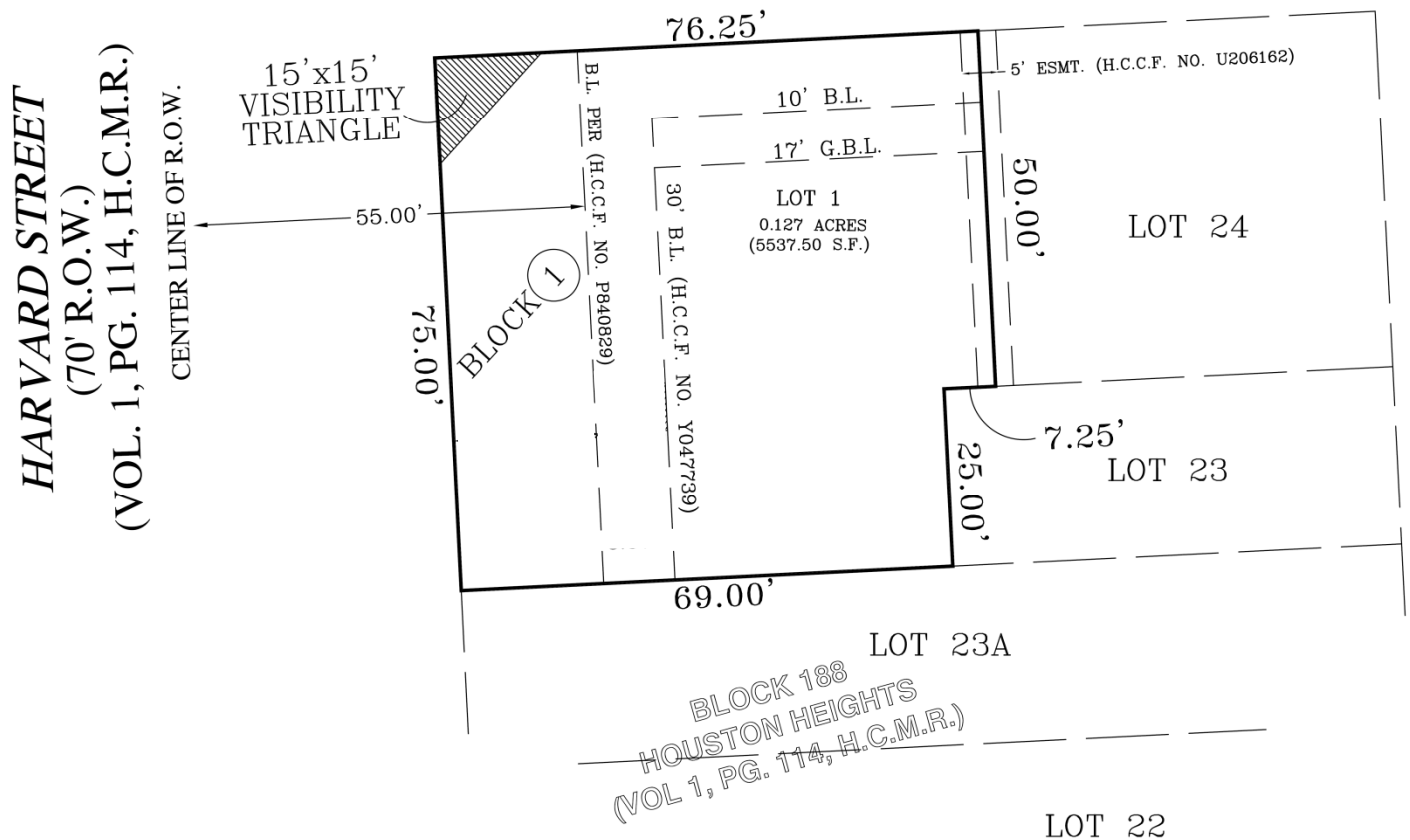 HARVARD STREET
(70' R.O.W.)
(VOL. 1, PG. 114, H.C.M.R.)
CENTER LINE OF R.O.W.
76.25'
15'x15'
VISIBILITY
TRIANGLE
5' ESMT. (H.C.C.F. NO. U206162)
B.L. PER (H.C.C.F. NO. P840829)
10' B.L.
17' G.B.L.
30' B.L. (H.C.C.F. NO. Y047739)
LOT 1
0.127 ACRES
(5537.50 S.F.)
55.00'
50.00'
LOT 24
BLOCK 1
75.00'
7.25'
25.00'
LOT 23
69.00'
LOT 23A
BLOCK 188
HOUSTON HEIGHTS
(VOL 1, PG. 114, H.C.M.R.)
LOT 22